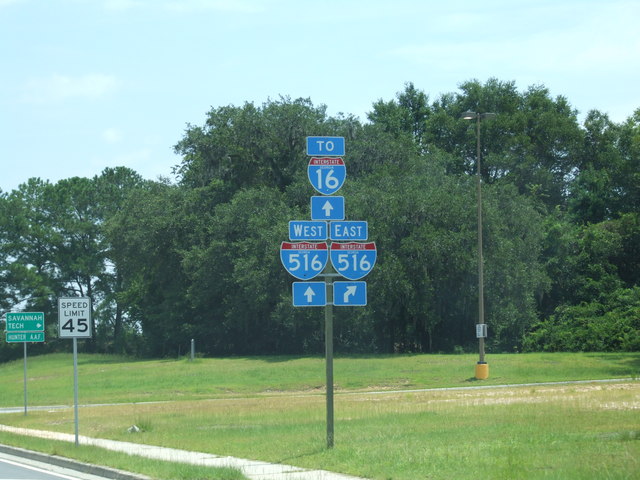 TO
INTERSTATE
16
WEST EAST
INTERSTATE INTERSTATE
516 516
SAVANNAH
TECH
HUNTER AAF
SPEED
LIMIT
45